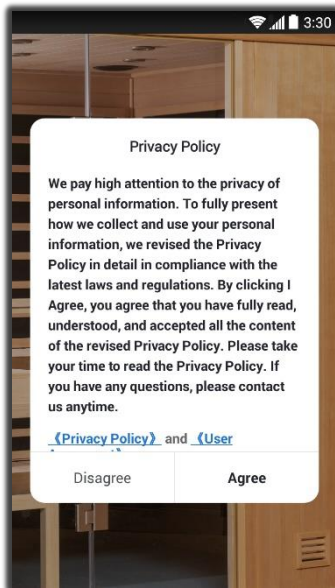 3:30
Privacy Policy
We pay high attention to the privacy of
personal information. To fully present
how we collect and use your personal
information, we revised the Privacy
Policy in detail in compliance with the
latest laws and regulations. By clicking I
Agree, you agree that you have fully read,
understood, and accepted all the content
of the revised Privacy Policy. Please take
your time to read the Privacy Policy. If
you have any questions, please contact
us anytime.
《Privacy Policy》 and 《User
Disagree
Agree